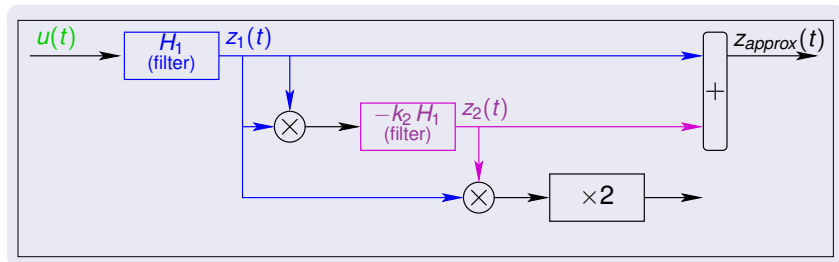 u(t)
H₁
(filter)
z₁(t)
z_approx(t)
+
×
−k₂ H₁
(filter)
z₂(t)
×
×2